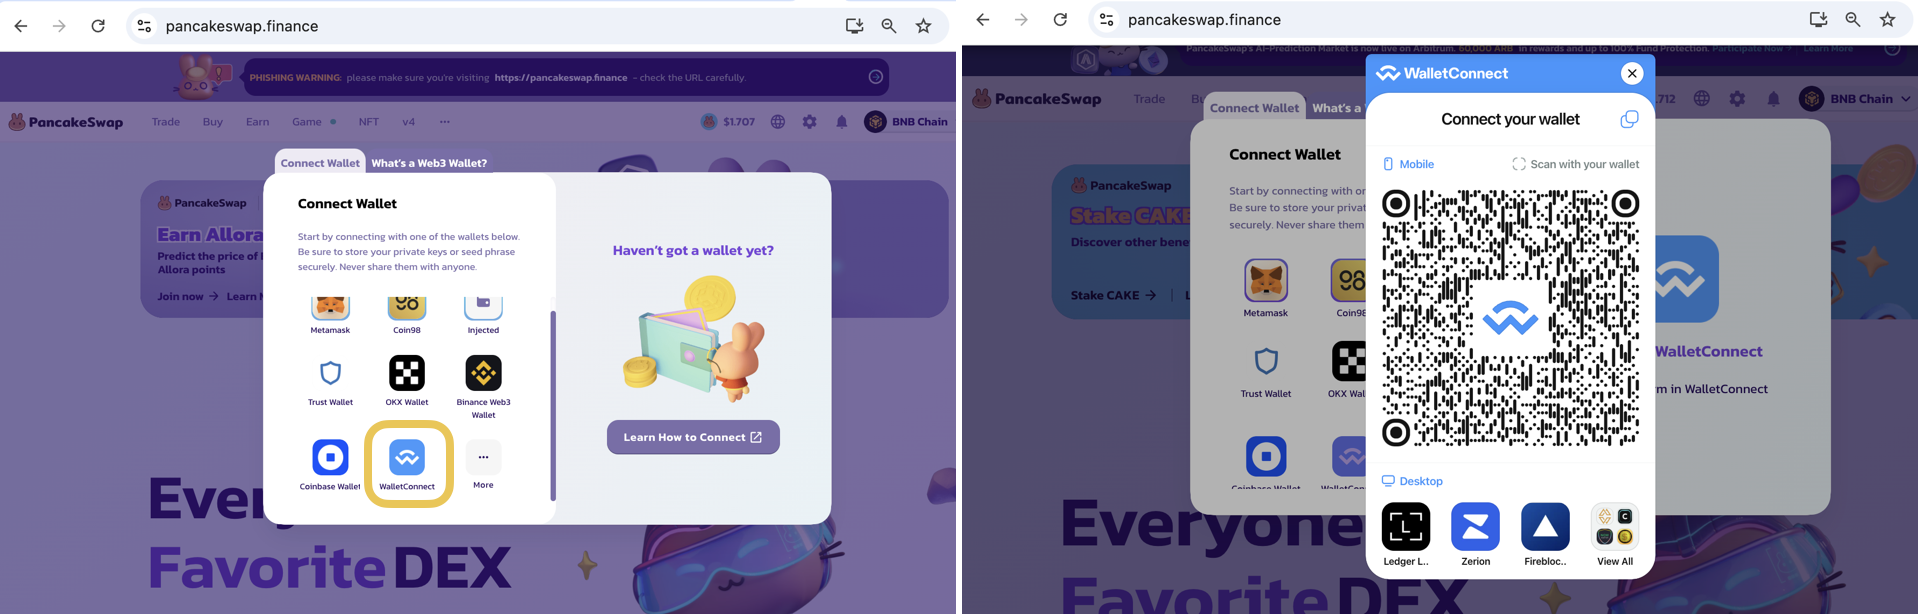 pancakeswap.finance
PHISHING WARNING: please make sure you're visiting https://pancakeswap.finance - check the URL carefully.
PancakeSwap
Trade
Buy
Earn
Game
NFT
v4
$1.707
BNB Chain
Connect Wallet
What's a Web3 Wallet?
PancakeSwap
Earn Allora
Predict the price of
Allora points
Join now
Learn
Connect Wallet
Start by connecting with one of the wallets below.
Be sure to store your private keys or seed phrase
securely. Never share them with anyone.
Metamask
Coin98
Injected
Trust Wallet
OKX Wallet
Binance Web3
Wallet
Coinbase Wallet
WalletConnect
More
Haven't got a wallet yet?
Learn How to Connect
Favorite DEX
pancakeswap.finance
PancakeSwap's AI-Prediction Market is now live on Arbitrum. 60,000 ARB in rewards and up to 100% Fund Protection. Participate Now Learn More
PancakeSwap
Trade
.712
BNB Chain
Connect Wallet
What's a
PancakeSwap
Stake CAKE
Discover other bene
Stake CAKE
Connect Wallet
Start by connecting with
Be sure to store your priva
securely. Never share them
Metamask
Coin98
Trust Wallet
OKX Wal
Coinbase Wallet
WalletCon
WalletConnect
rm in WalletConnect
Everyone
Favorite DEX
WalletConnect
Connect your wallet
Mobile
Scan with your wallet
Desktop
Ledger L..
Zerion
Firebloc..
View All